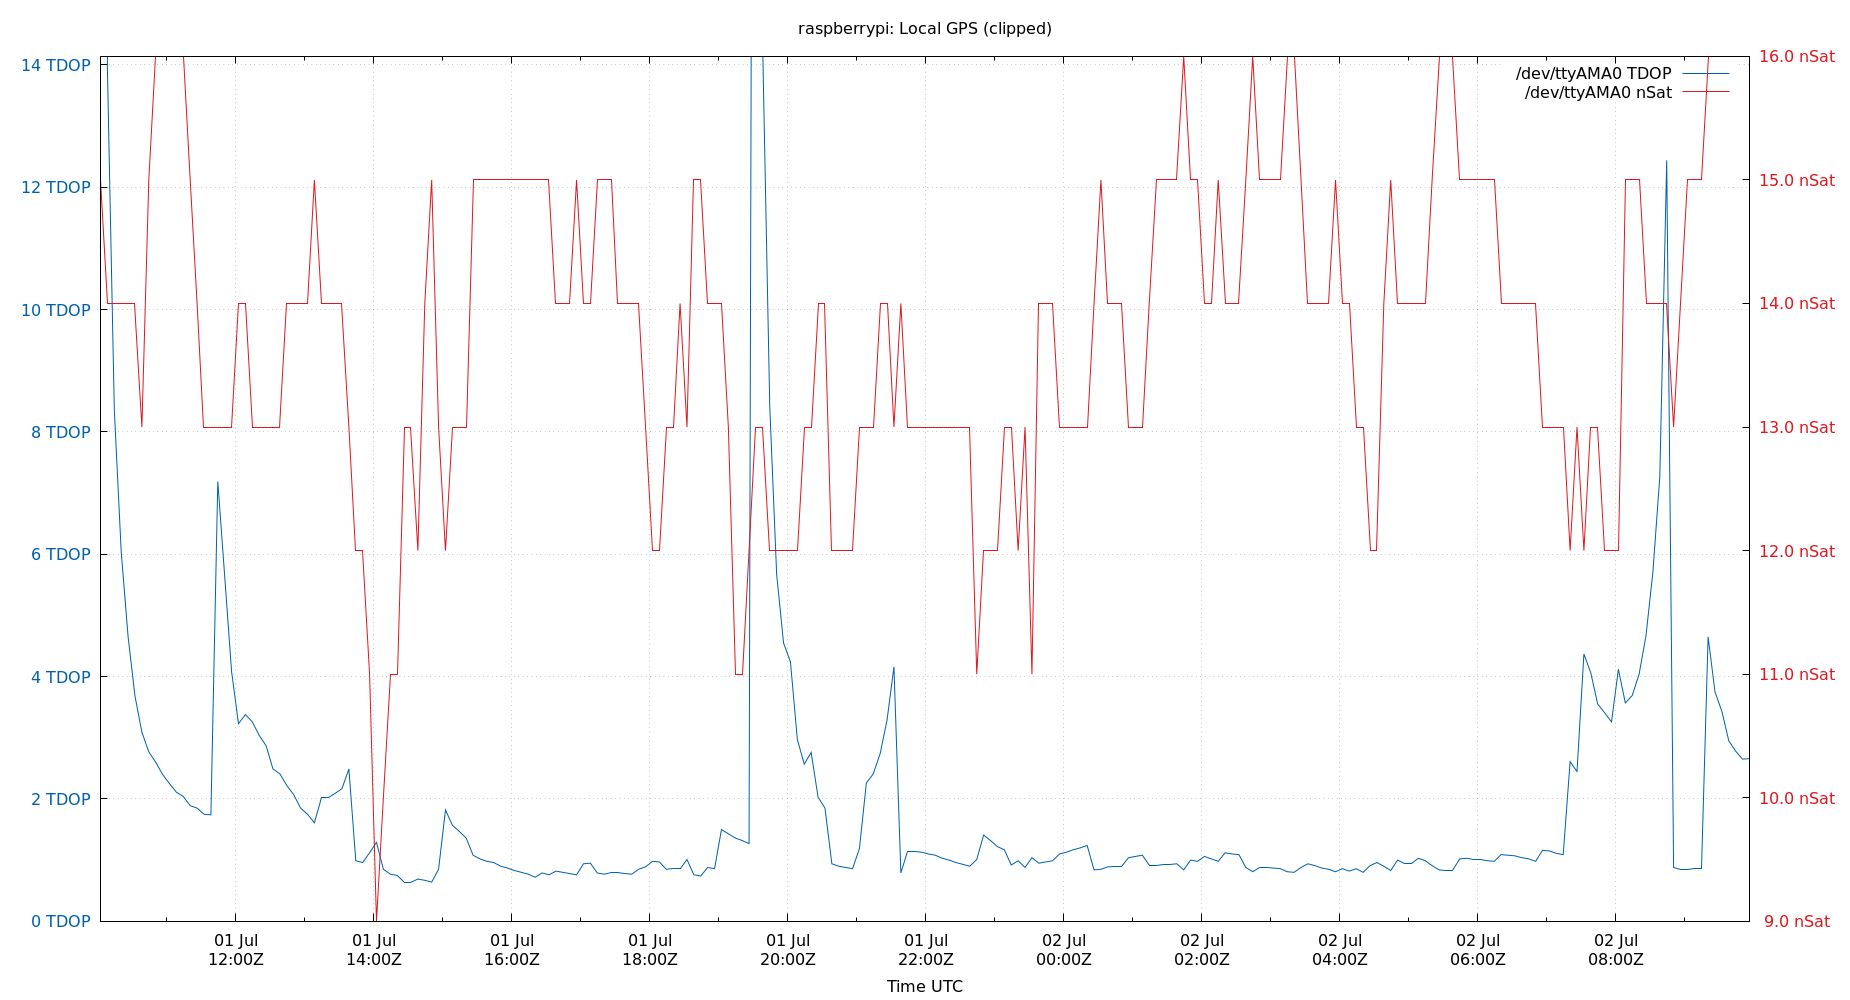 raspberrypi: Local GPS (clipped)
14 TDOP
12 TDOP
10 TDOP
8 TDOP
6 TDOP
4 TDOP
2 TDOP
0 TDOP
16.0 nSat
15.0 nSat
14.0 nSat
13.0 nSat
12.0 nSat
11.0 nSat
10.0 nSat
9.0 nSat
/dev/ttyAMA0 TDOP
/dev/ttyAMA0 nSat
01 Jul
12:00Z
01 Jul
14:00Z
01 Jul
16:00Z
01 Jul
18:00Z
01 Jul
20:00Z
01 Jul
22:00Z
02 Jul
00:00Z
02 Jul
02:00Z
02 Jul
04:00Z
02 Jul
06:00Z
02 Jul
08:00Z
Time UTC